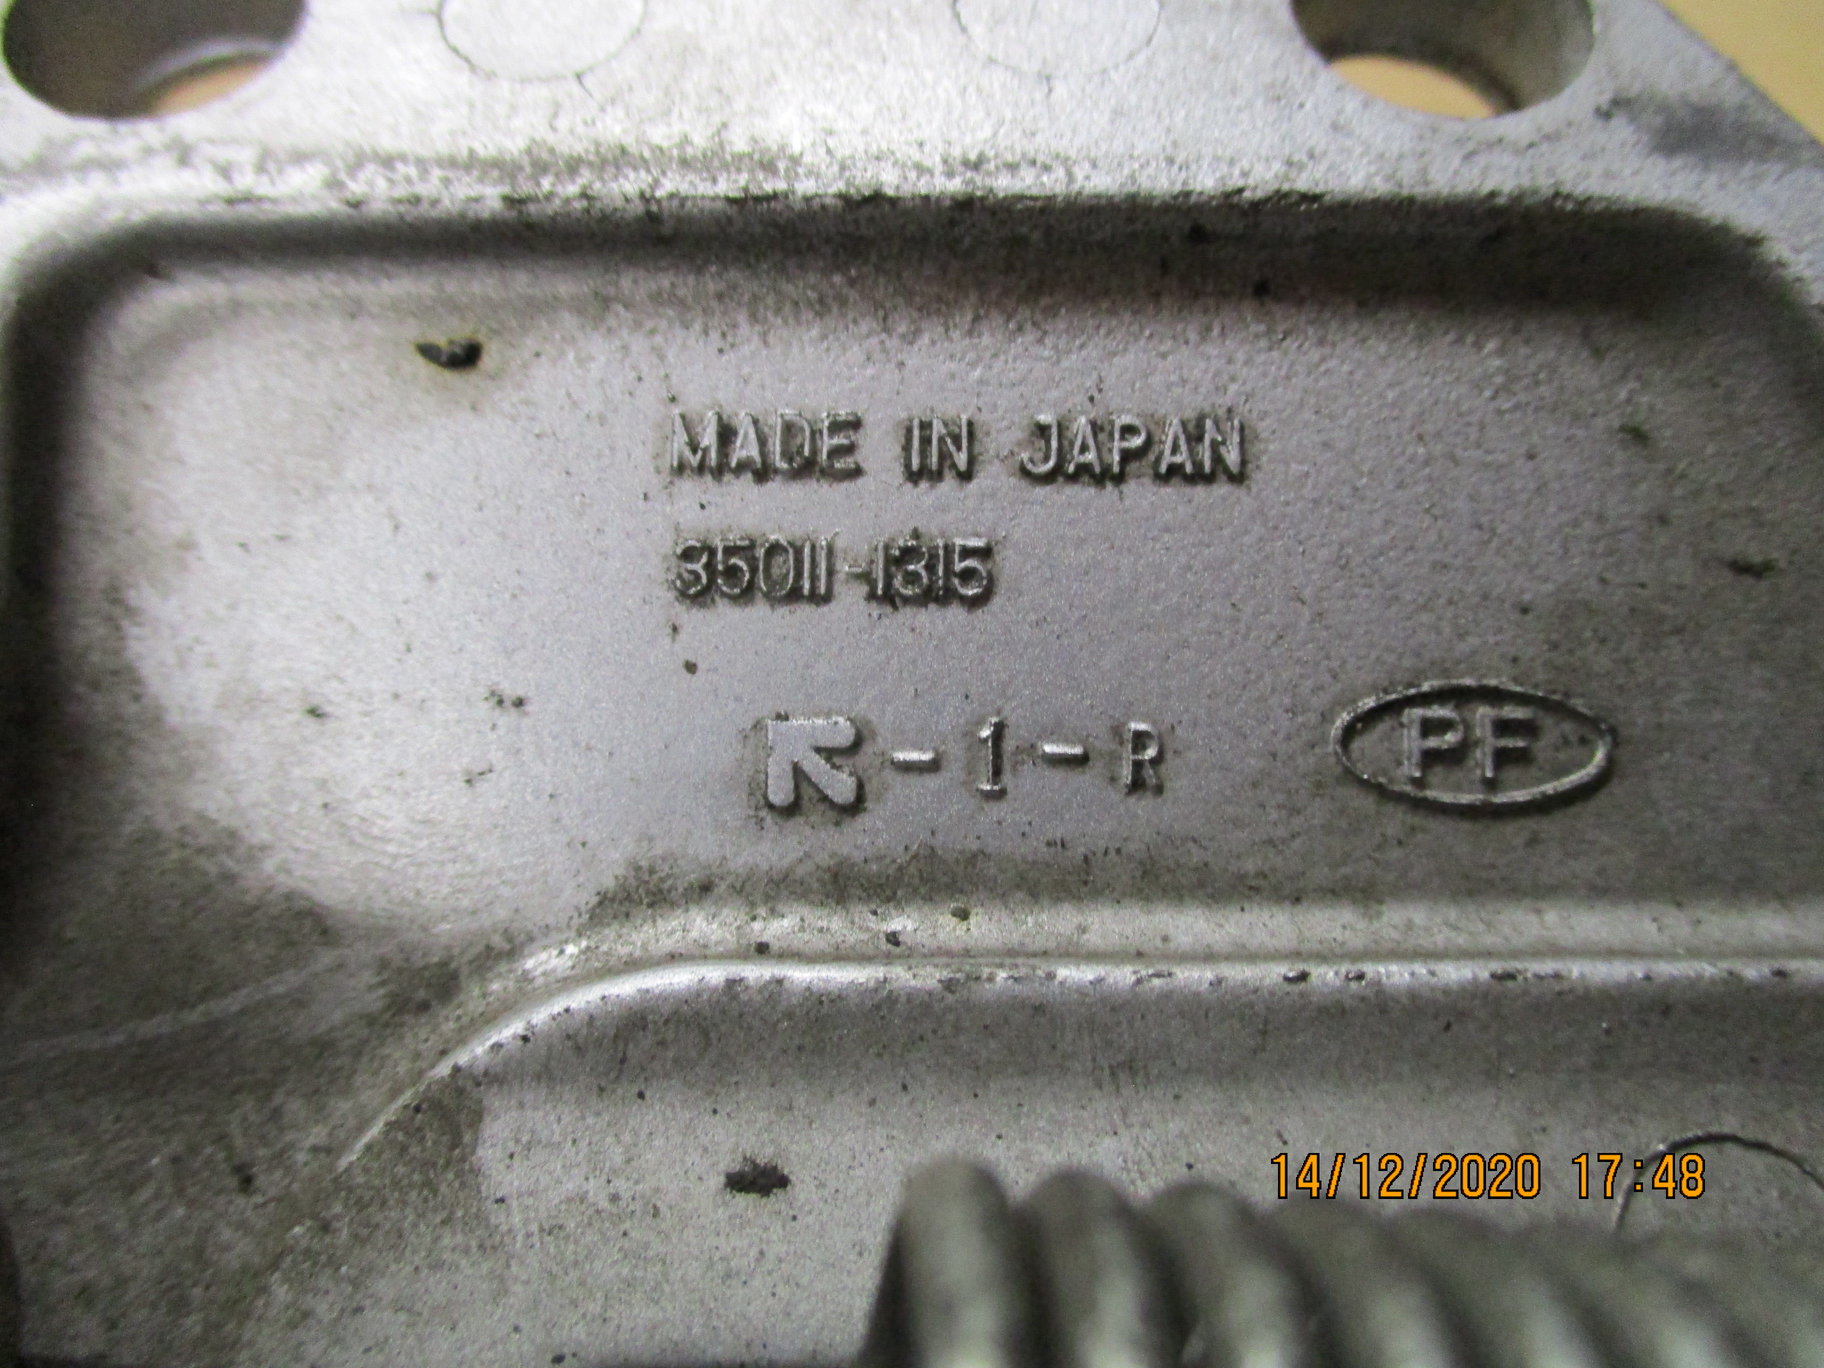 MADE IN JAPAN
35011-1315
-1-R
PF
14/12/2020 17:48